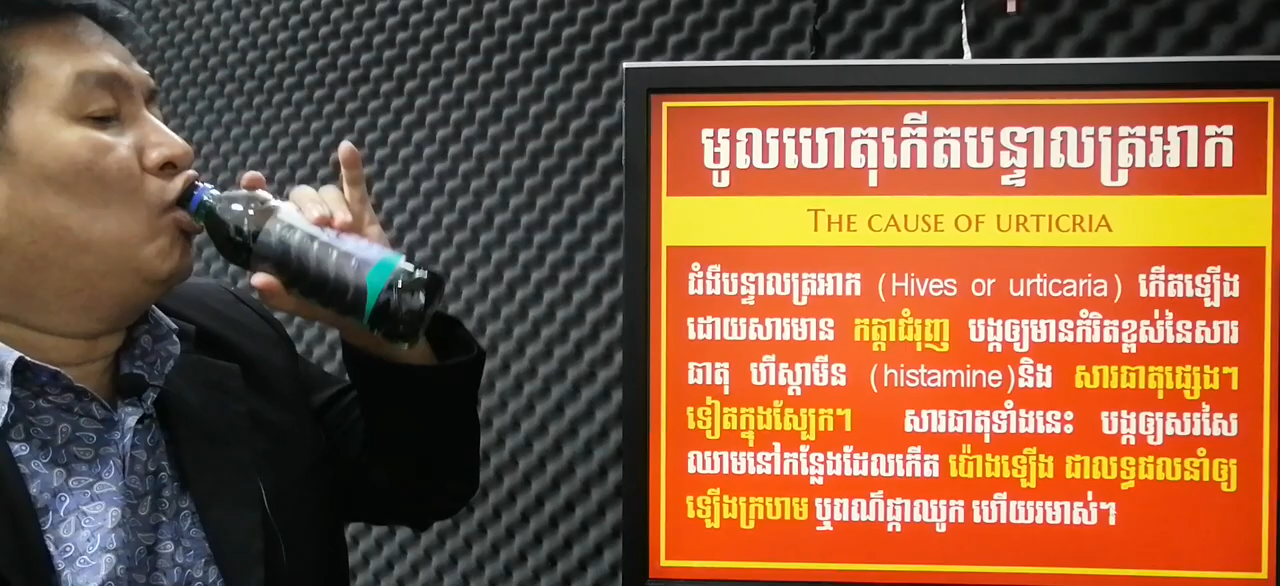 មូលហេតុកើតបន្ទាលត្រអាក
THE CAUSE OF URTICRIA
ជំងឺបន្ទាលត្រអាក (Hives or urticaria) កើតឡើង
ដោយសារមាន កត្តាជំរុញ បង្កឲ្យមានកំរិតខ្ពស់នៃសារ
ធាតុ ហីស្តាមីន (histamine)និង សារធាតុផ្សេងៗ
ទៀតក្នុងស្បែក។ សារធាតុទាំងនេះ បង្កឲ្យសរសៃ
ឈាមនៅកន្លែងដែលកើត ប៉ោងឡើង ជាលទ្ធផលនាំឲ្យ
ឡើងក្រហាម ឬពណ៌ផ្កាឈូក ហើយរមាស់។